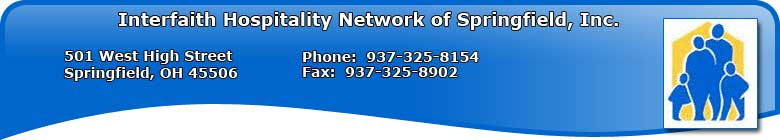 Interfaith Hospitality Network of Springfield, Inc.
501 West High Street
Springfield, OH 45506
Phone: 937-325-8154
Fax: 937-325-8902